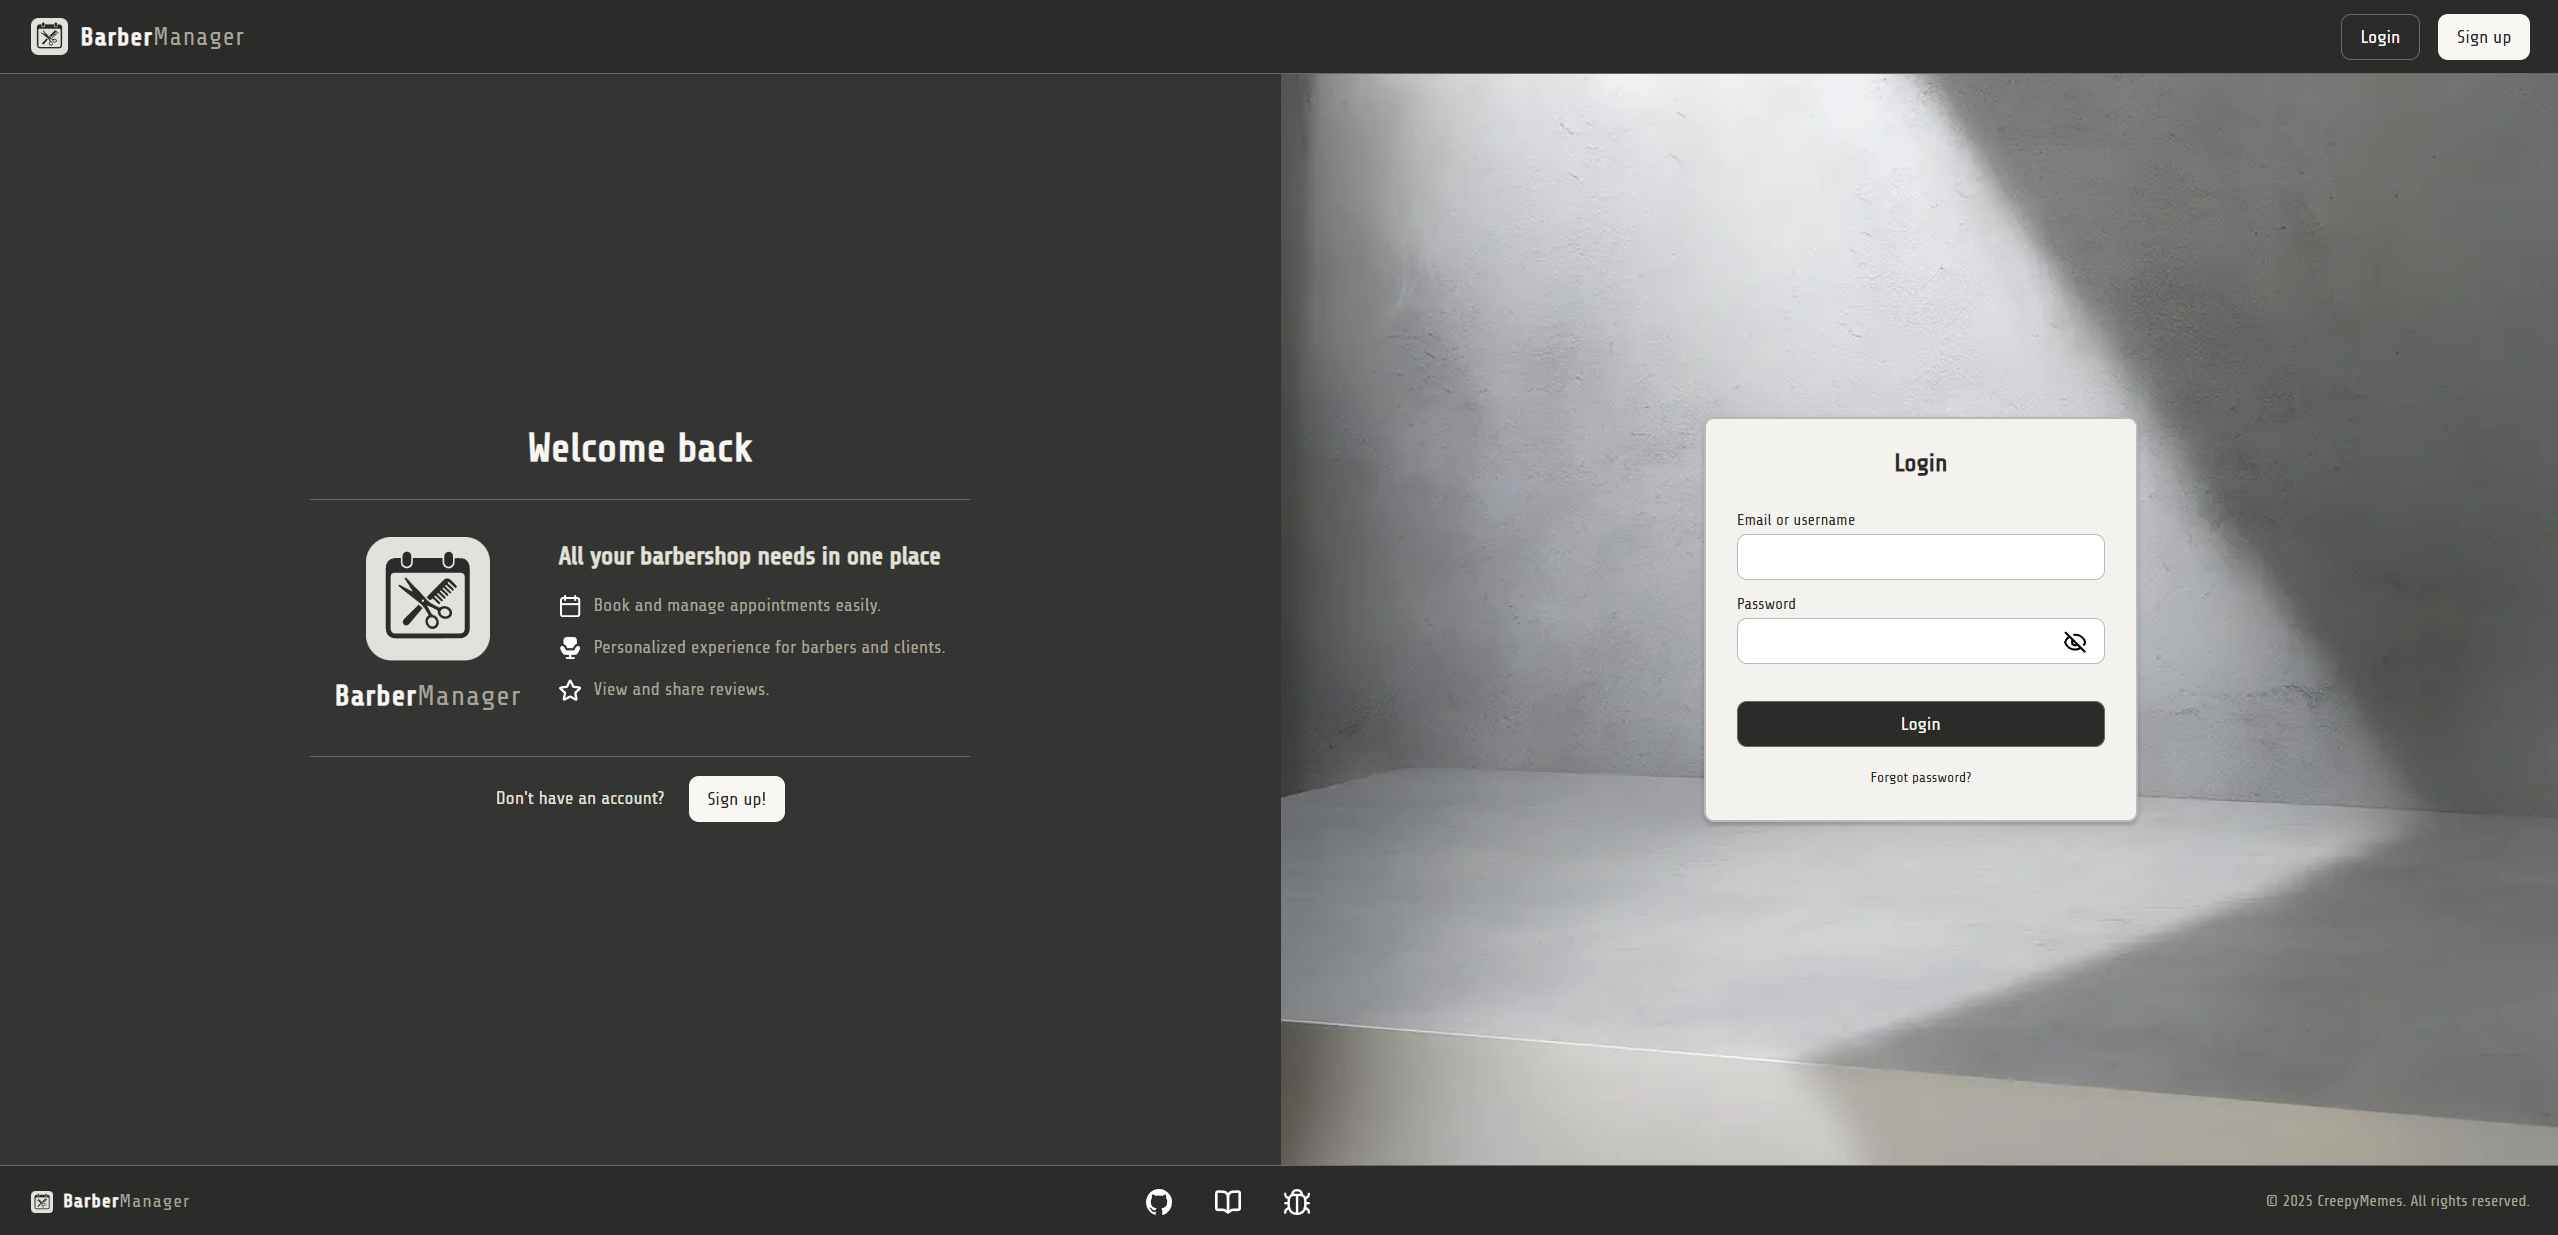 BarberManager
Login
Sign up
Welcome back
BarberManager
All your barbershop needs in one place
Book and manage appointments easily.
Personalized experience for barbers and clients.
View and share reviews.
Don't have an account?
Sign up!
Login
Email or username
Password
Login
Forgot password?
BarberManager
© 2025 CreepyMemes. All rights reserved.